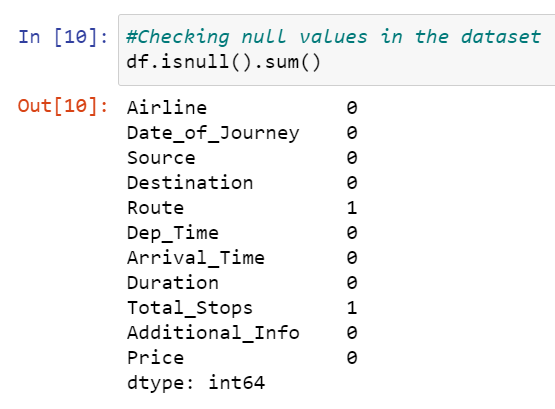 In [10]: #Checking null values in the dataset
df.isnull().sum()
Out[10]: Airline 0
Date_of_Journey 0
Source 0
Destination 0
Route 1
Dep_Time 0
Arrival_Time 0
Duration 0
Total_Stops 1
Additional_Info 0
Price 0
dtype: int64